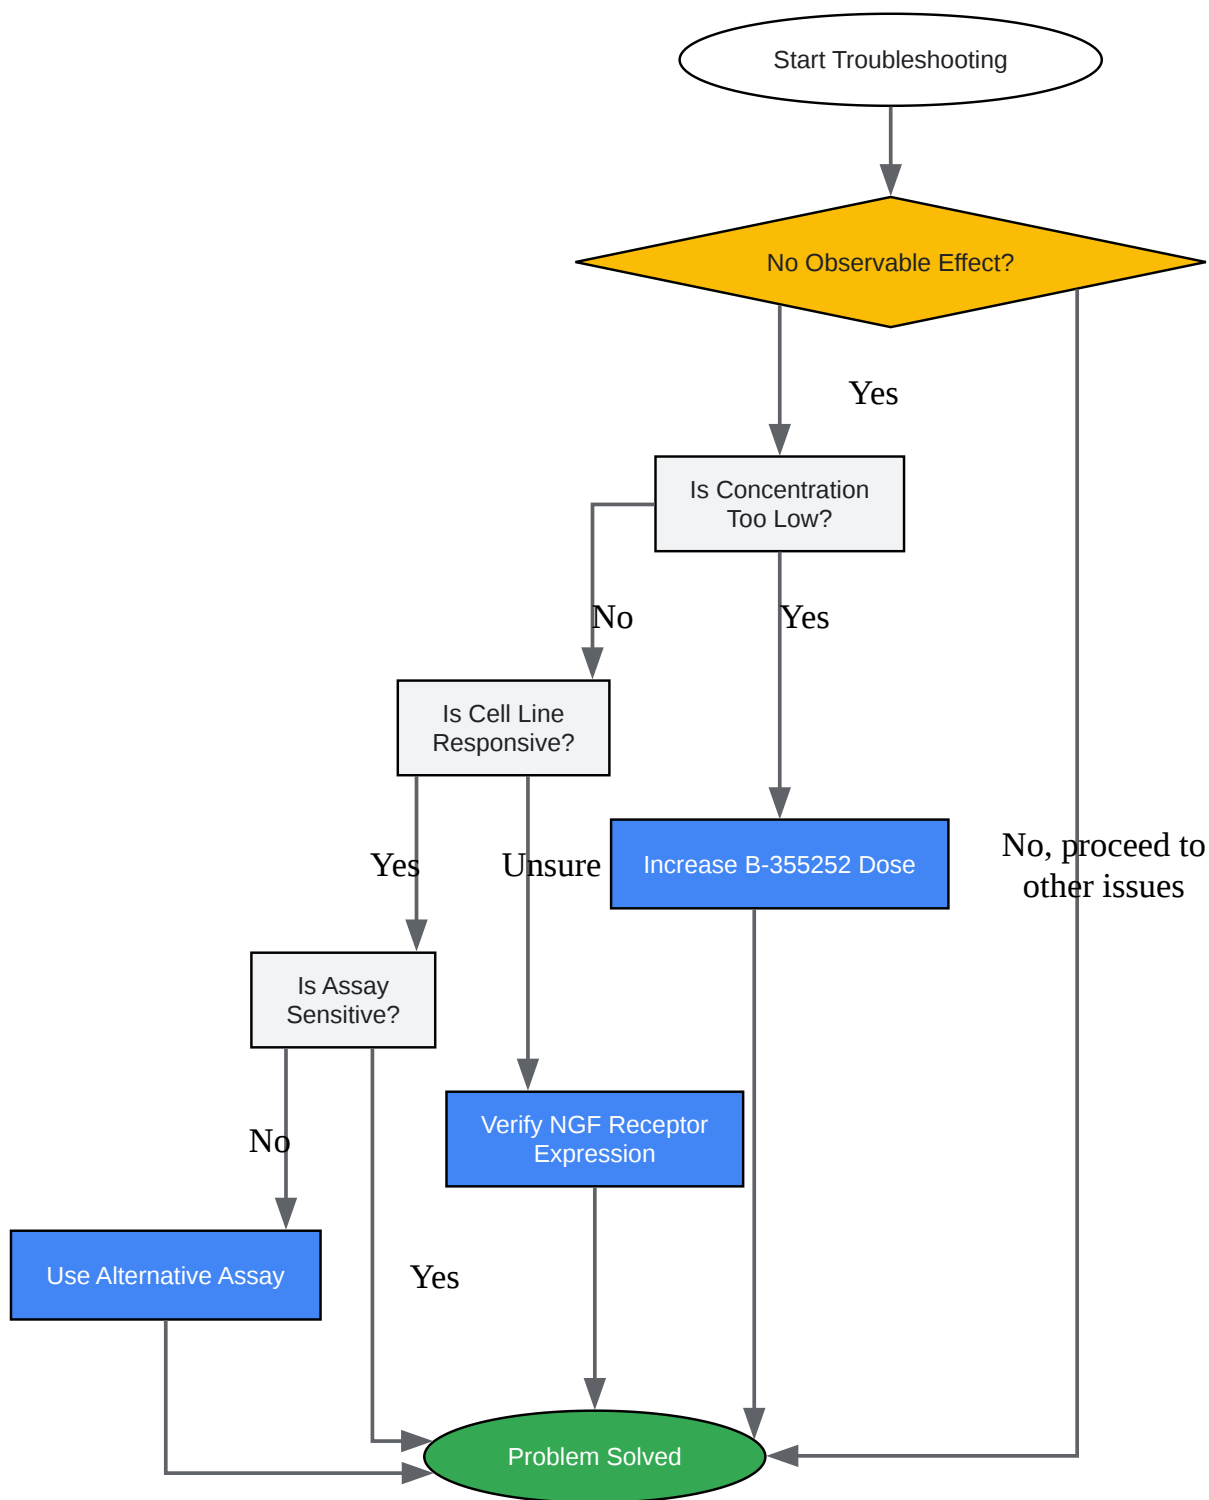 Start Troubleshooting
No Observable Effect?
Yes
Is Concentration
Too Low?
No
Yes
Is Cell Line
Responsive?
Yes
Unsure
Increase B-355252 Dose
No, proceed to
other issues
Is Assay
Sensitive?
No
Verify NGF Receptor
Expression
Use Alternative Assay
Yes
Problem Solved